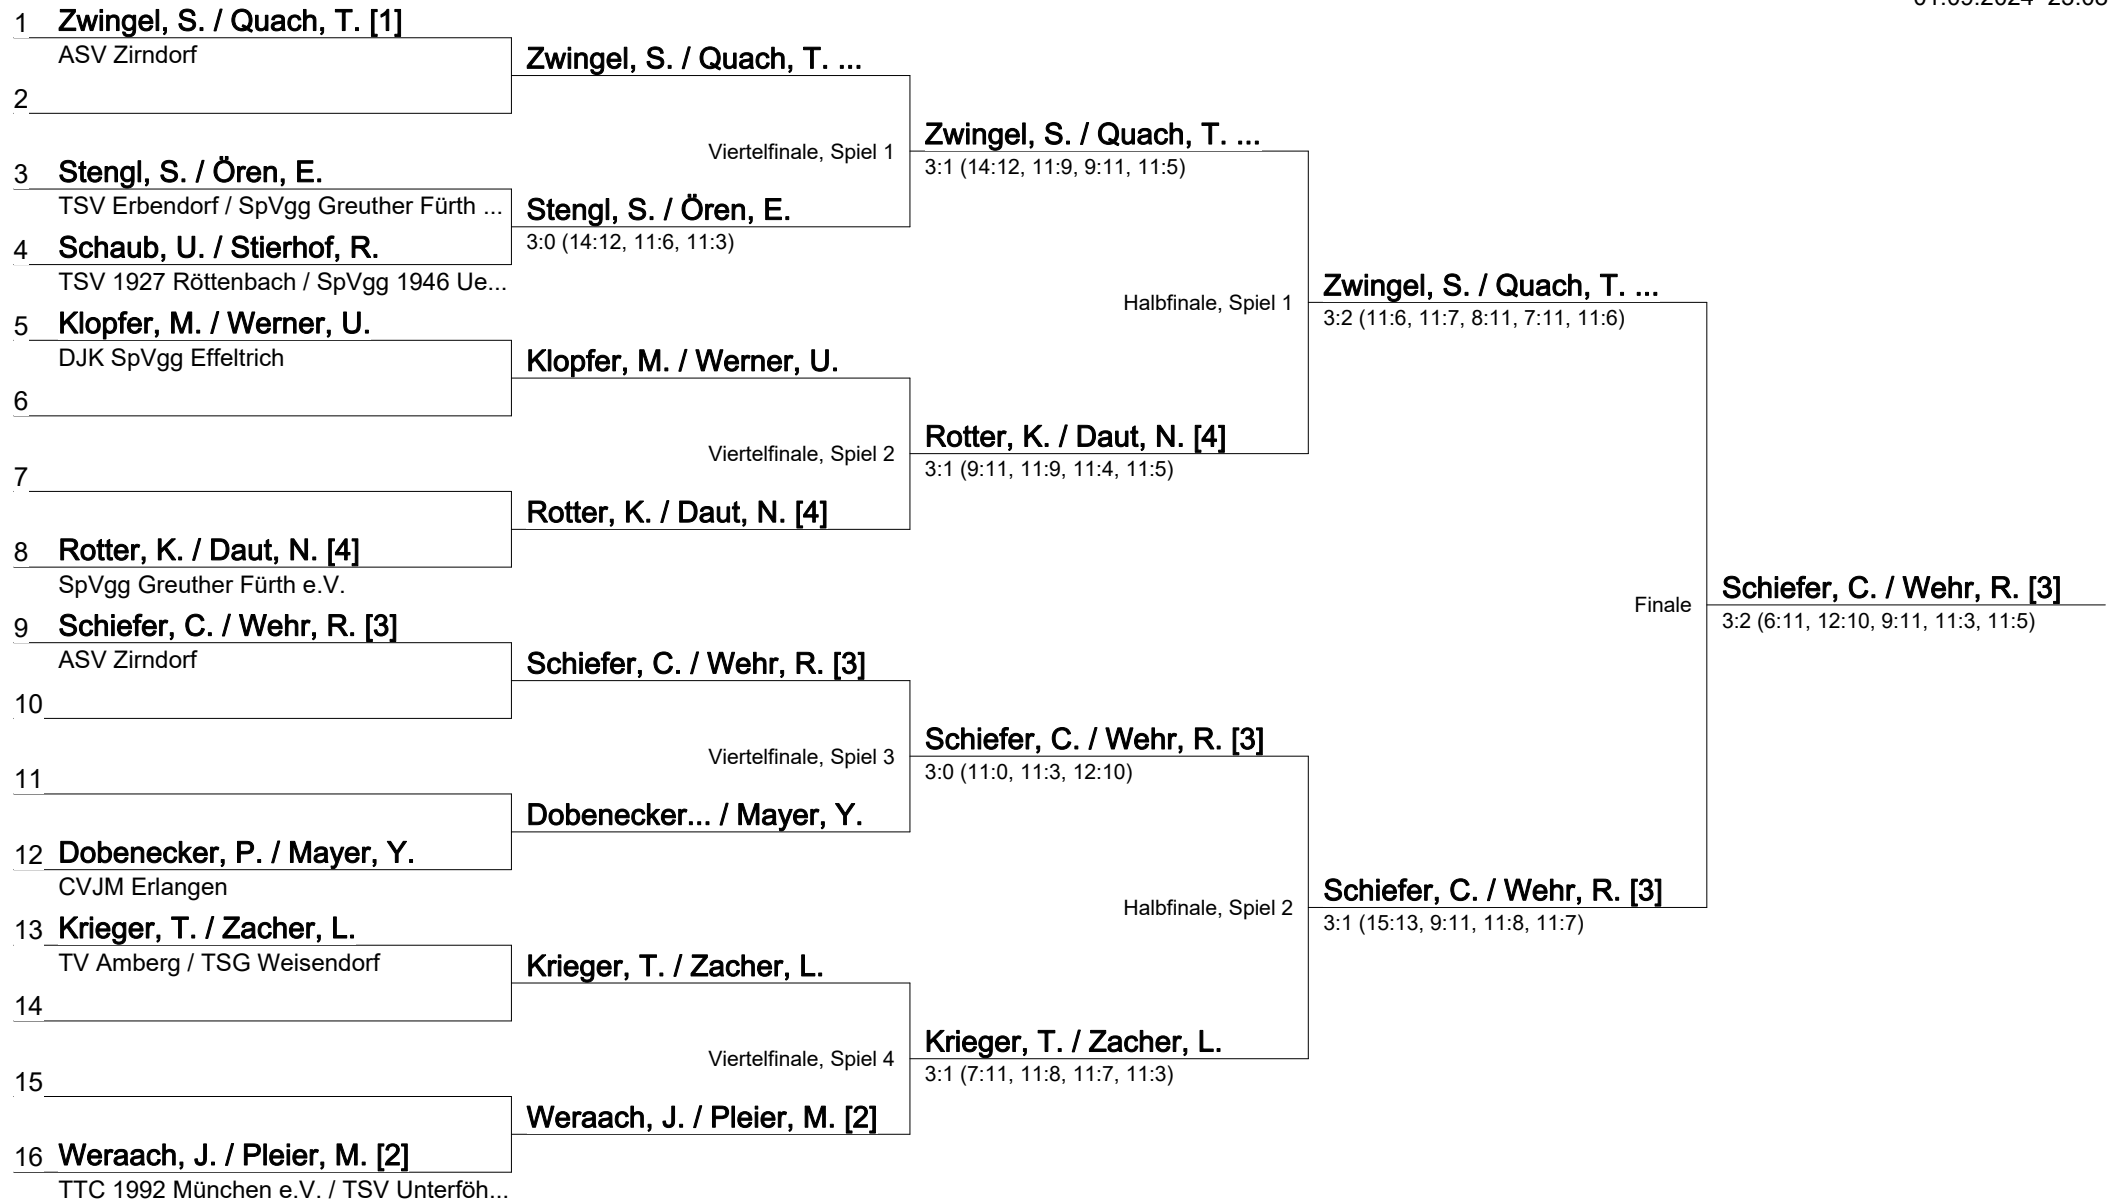 1 Zwingel, S. / Quach, T. [1]
ASV Zirndorf
2
3 Stengl, S. / Ören, E.
TSV Erbendorf / SpVgg Greuther Fürth ...
4 Schaub, U. / Stierhof, R.
TSV 1927 Röttenbach / SpVgg 1946 Ue...
5 Klopfer, M. / Werner, U.
DJK SpVgg Effeltrich
6
7
8 Rotter, K. / Daut, N. [4]
SpVgg Greuther Fürth e.V.
9 Schiefer, C. / Wehr, R. [3]
ASV Zirndorf
10
11
12 Dobenecker, P. / Mayer, Y.
CVJM Erlangen
13 Krieger, T. / Zacher, L.
TV Amberg / TSG Weisendorf
14
15
16 Weraach, J. / Pleier, M. [2]
TTC 1992 München e.V. / TSV Unterföh...
Zwingel, S. / Quach, T. ...
Viertelfinale, Spiel 1
Stengl, S. / Ören, E.
3:0 (14:12, 11:6, 11:3)
Klopfer, M. / Werner, U.
Viertelfinale, Spiel 2
Rotter, K. / Daut, N. [4]
Schiefer, C. / Wehr, R. [3]
Viertelfinale, Spiel 3
Dobenecker... / Mayer, Y.
Krieger, T. / Zacher, L.
Viertelfinale, Spiel 4
Weraach, J. / Pleier, M. [2]
Zwingel, S. / Quach, T. ...
3:1 (14:12, 11:9, 9:11, 11:5)
Halbfinale, Spiel 1
Rotter, K. / Daut, N. [4]
3:1 (9:11, 11:9, 11:4, 11:5)
Schiefer, C. / Wehr, R. [3]
3:0 (11:0, 11:3, 12:10)
Halbfinale, Spiel 2
Krieger, T. / Zacher, L.
3:1 (7:11, 11:8, 11:7, 11:3)
Zwingel, S. / Quach, T. ...
3:2 (11:6, 11:7, 8:11, 7:11, 11:6)
Finale
Schiefer, C. / Wehr, R. [3]
3:1 (15:13, 9:11, 11:8, 11:7)
Schiefer, C. / Wehr, R. [3]
3:2 (6:11, 12:10, 9:11, 11:3, 11:5)